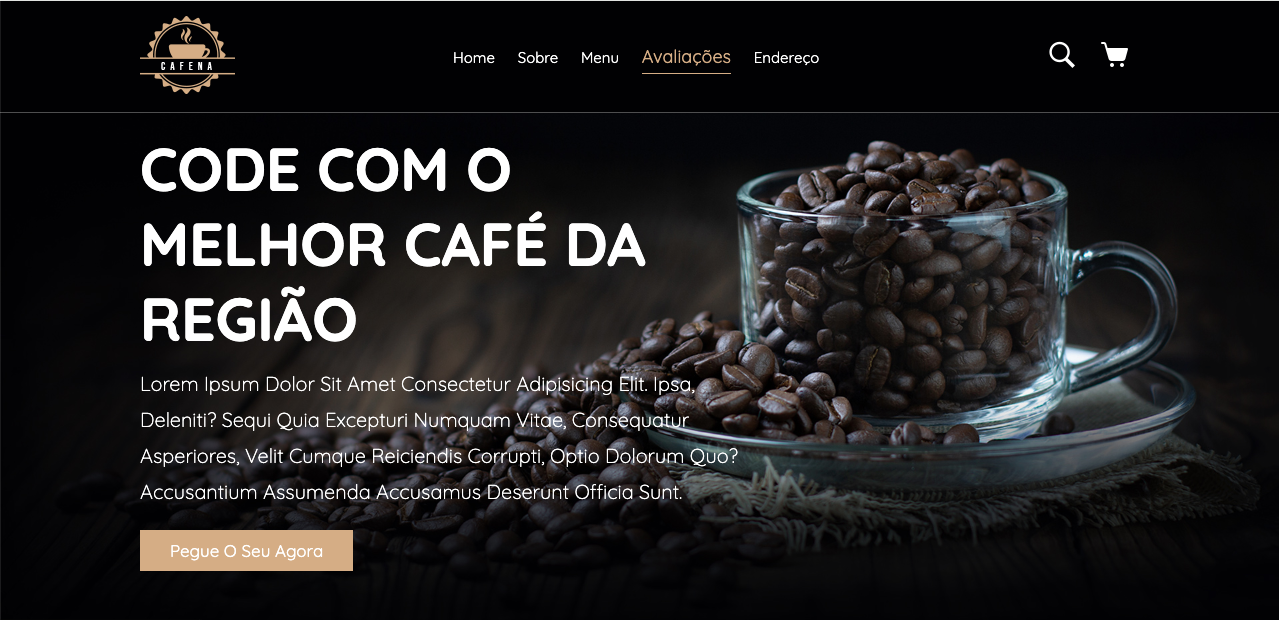 CAFENA
Home Sobre Menu Avaliações Endereço
CODE COM O
MELHOR CAFÉ DA
REGIÃO
Lorem Ipsum Dolor Sit Amet Consectetur Adipisicing Elit. Ipsa,
Deleniti? Sequi Quia Excepturi Numquam Vitae, Consequatur
Asperiores, Velit Cumque Reiciendis Corrupti, Optio Dolorum Quo?
Accusantium Assumenda Accusamus Deserunt Officia Sunt.
Pegue O Seu Agora